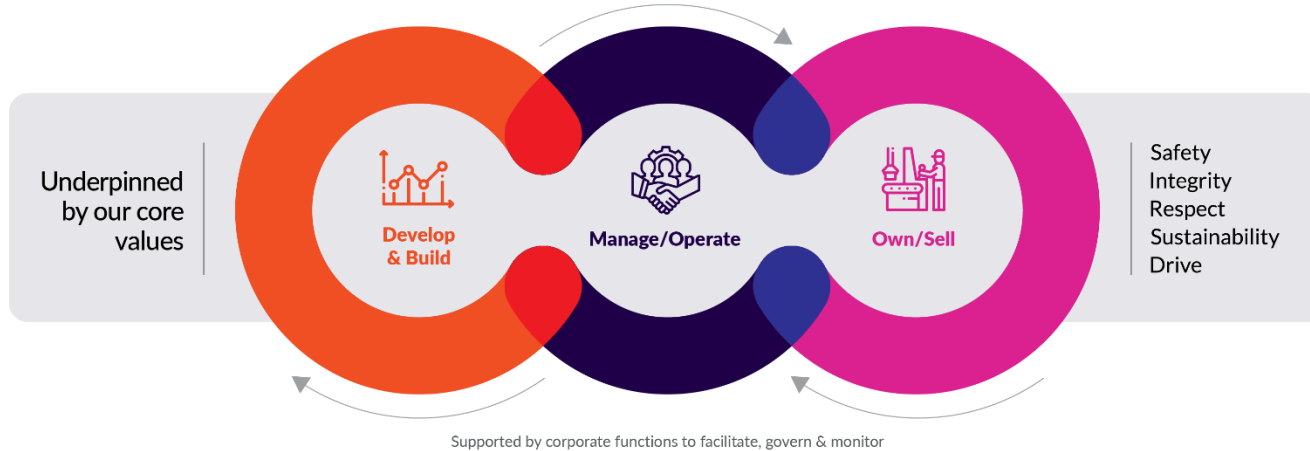 Underpinned
by our core
values
Develop
& Build
Manage/Operate
Own/Sell
Safety
Integrity
Respect
Sustainability
Drive
Supported by corporate functions to facilitate, govern & monitor